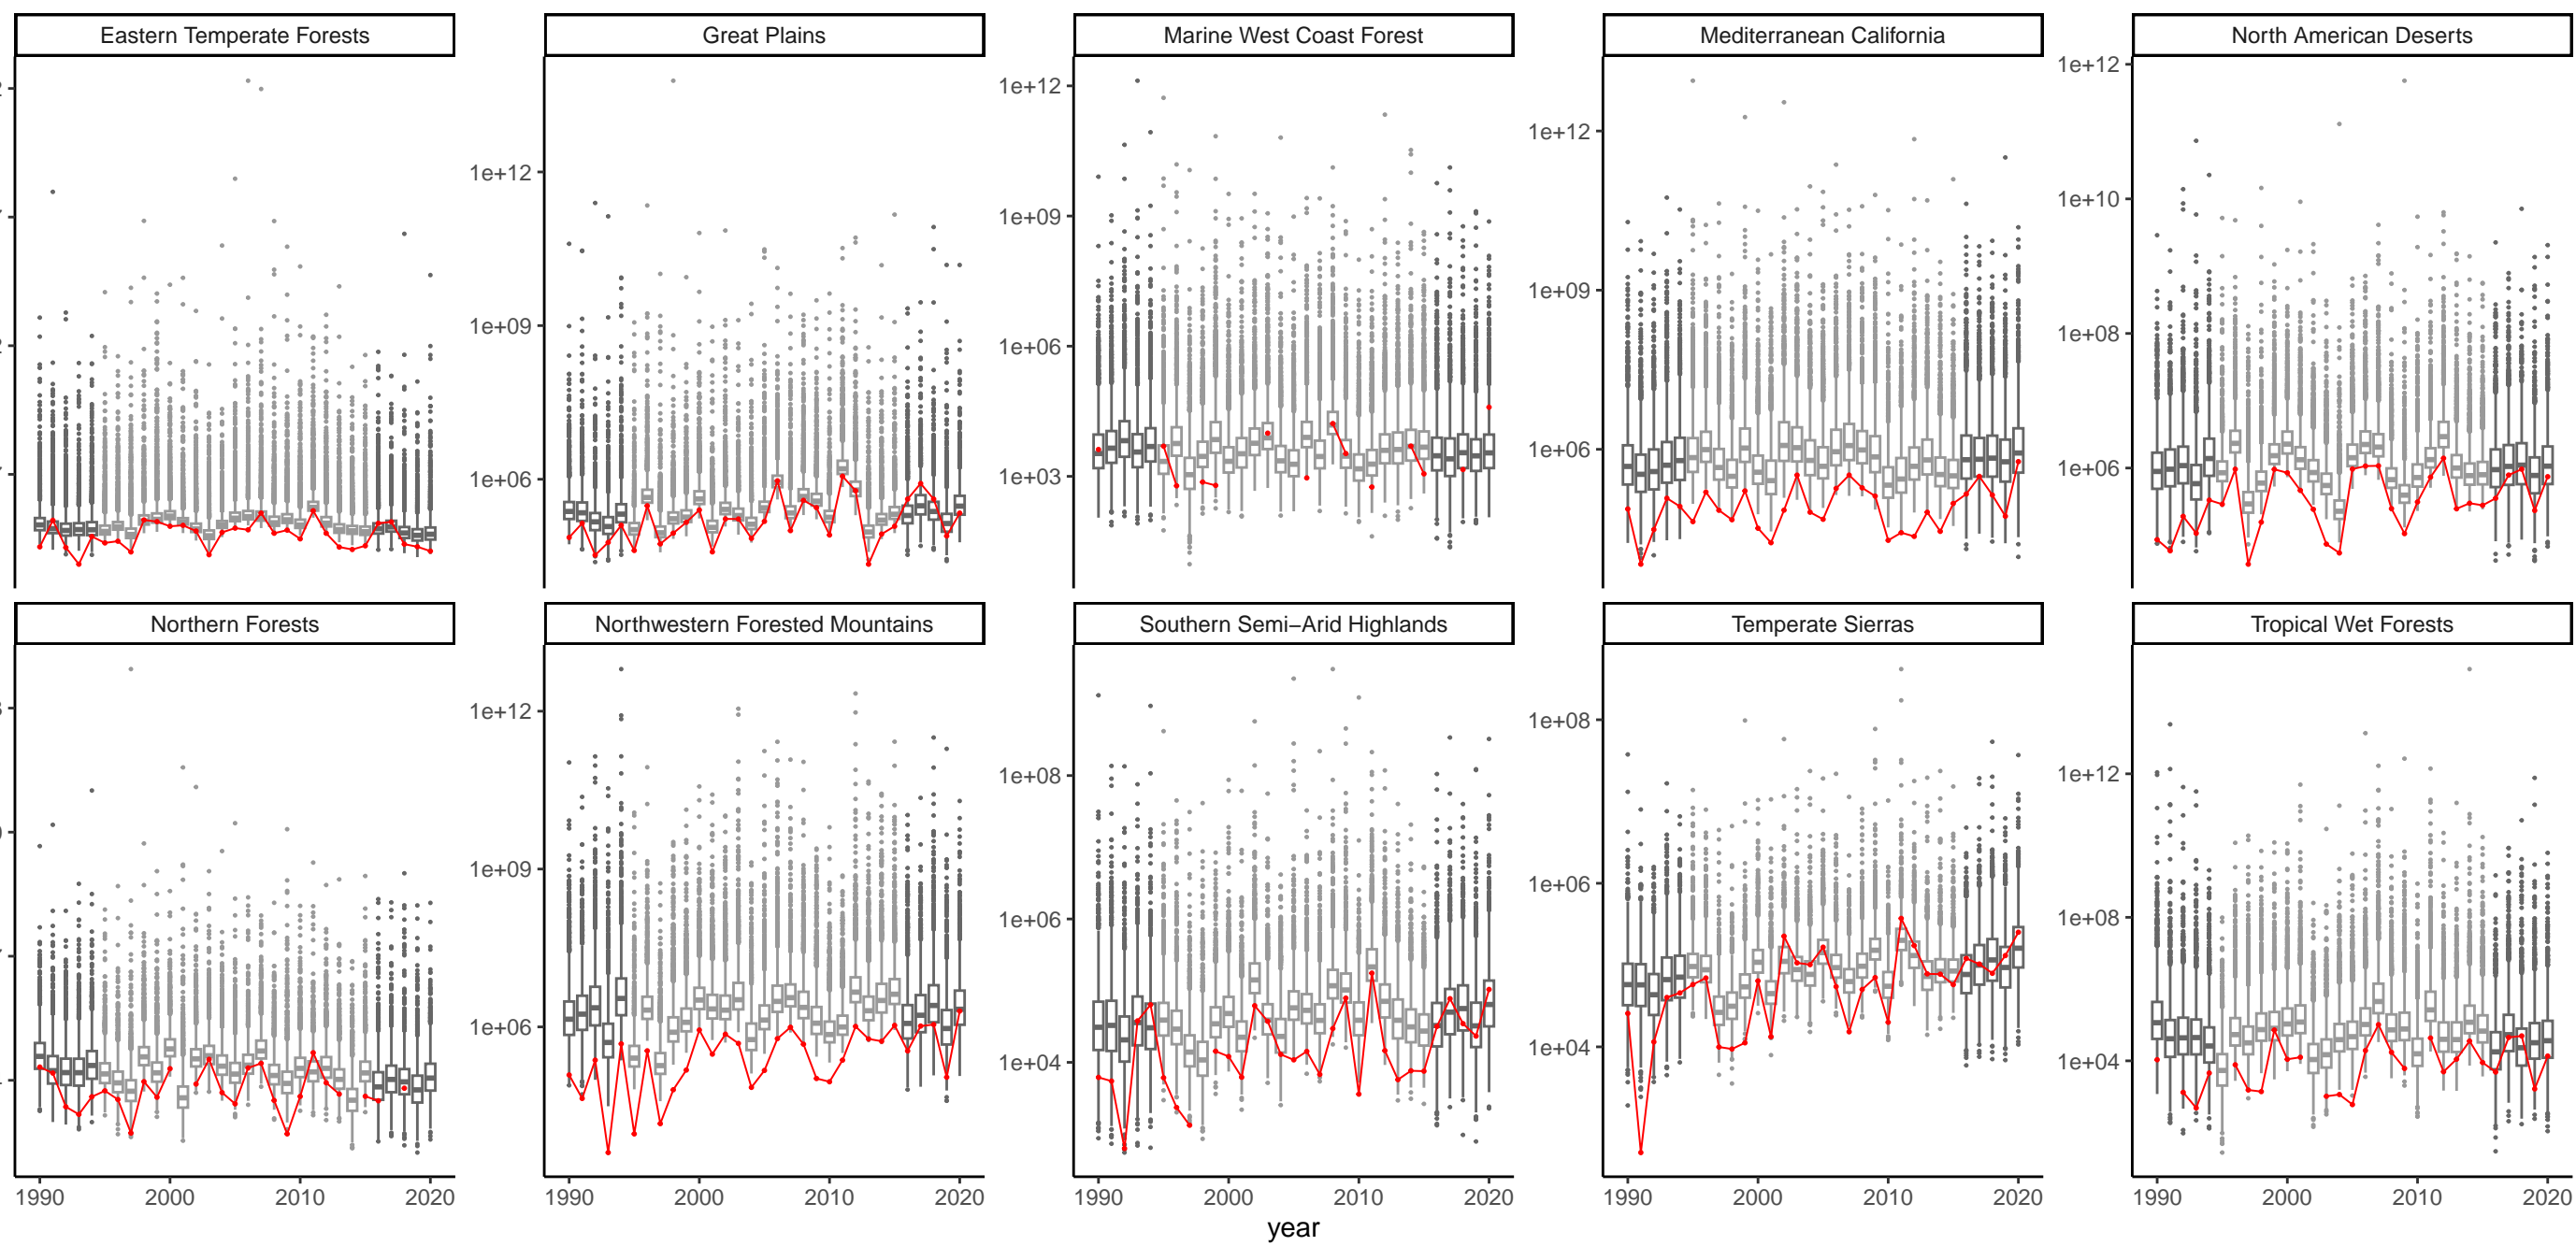 Eastern Temperate Forests
Great Plains
Marine West Coast Forest
Mediterranean California
North American Deserts
1e+12
1e+09
1e+06
1e+12
1e+09
1e+06
1e+03
1e+12
1e+09
1e+06
1e+12
1e+10
1e+08
1e+06
Northern Forests
Northwestern Forested Mountains
Southern Semi−Arid Highlands
Temperate Sierras
Tropical Wet Forests
1e+12
1e+09
1e+06
1e+08
1e+06
1e+04
1e+08
1e+06
1e+04
1e+12
1e+08
1e+04
1990 2000 2010 2020
1990 2000 2010 2020
1990 2000 2010 2020
1990 2000 2010 2020
1990 2000 2010 2020
year